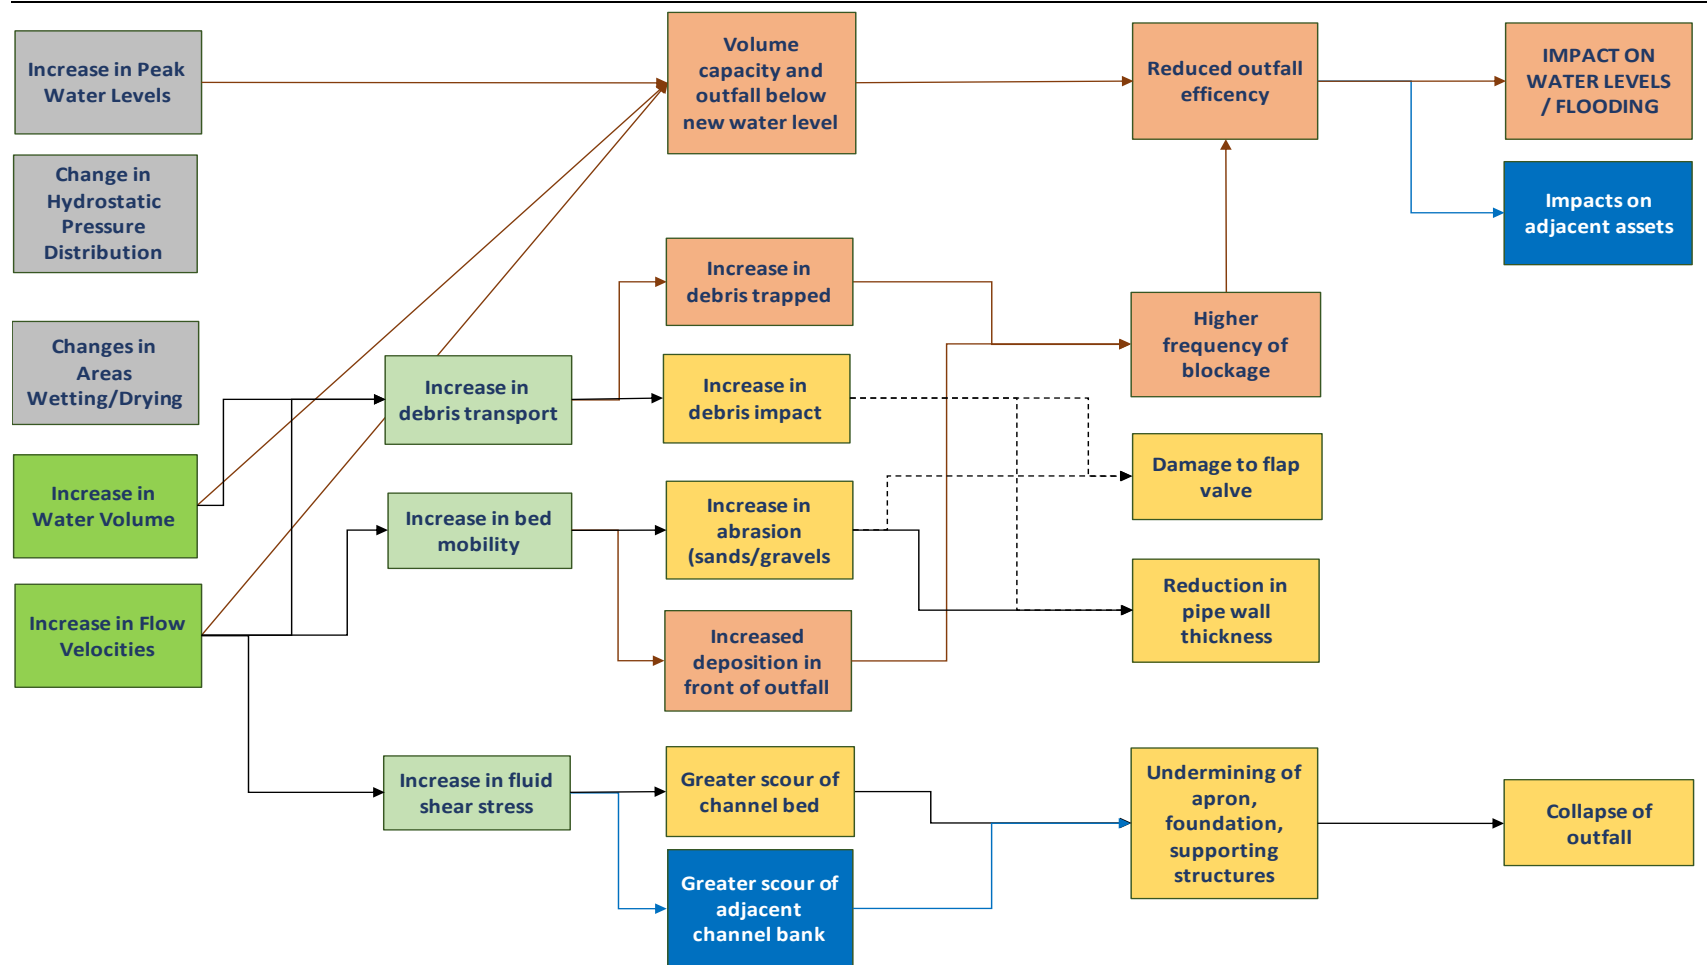 Increase in Peak
Water Levels
Change in
Hydrostatic
Pressure
Distribution
Changes in
Areas
Wetting/Drying
Increase in
Water Volume
Increase in Flow
Velocities
Increase in
debris transport
Increase in bed
mobility
Increase in fluid
shear stress
Volume
capacity and
outfall below
new water level
Increase in
debris trapped
Increase in
debris impact
Increase in
abrasion
(sands/gravels
Increased
deposition in
front of outfall
Greater scour of
channel bed
Greater scour of
adjacent
channel bank
Reduced outfall
efficency
Higher
frequency of
blockage
Damage to flap
valve
Reduction in
pipe wall
thickness
Undermining of
apron,
foundation,
supporting
structures
IMPACT ON
WATER LEVELS
/ FLOODING
Impacts on
adjacent assets
Collapse of
outfall